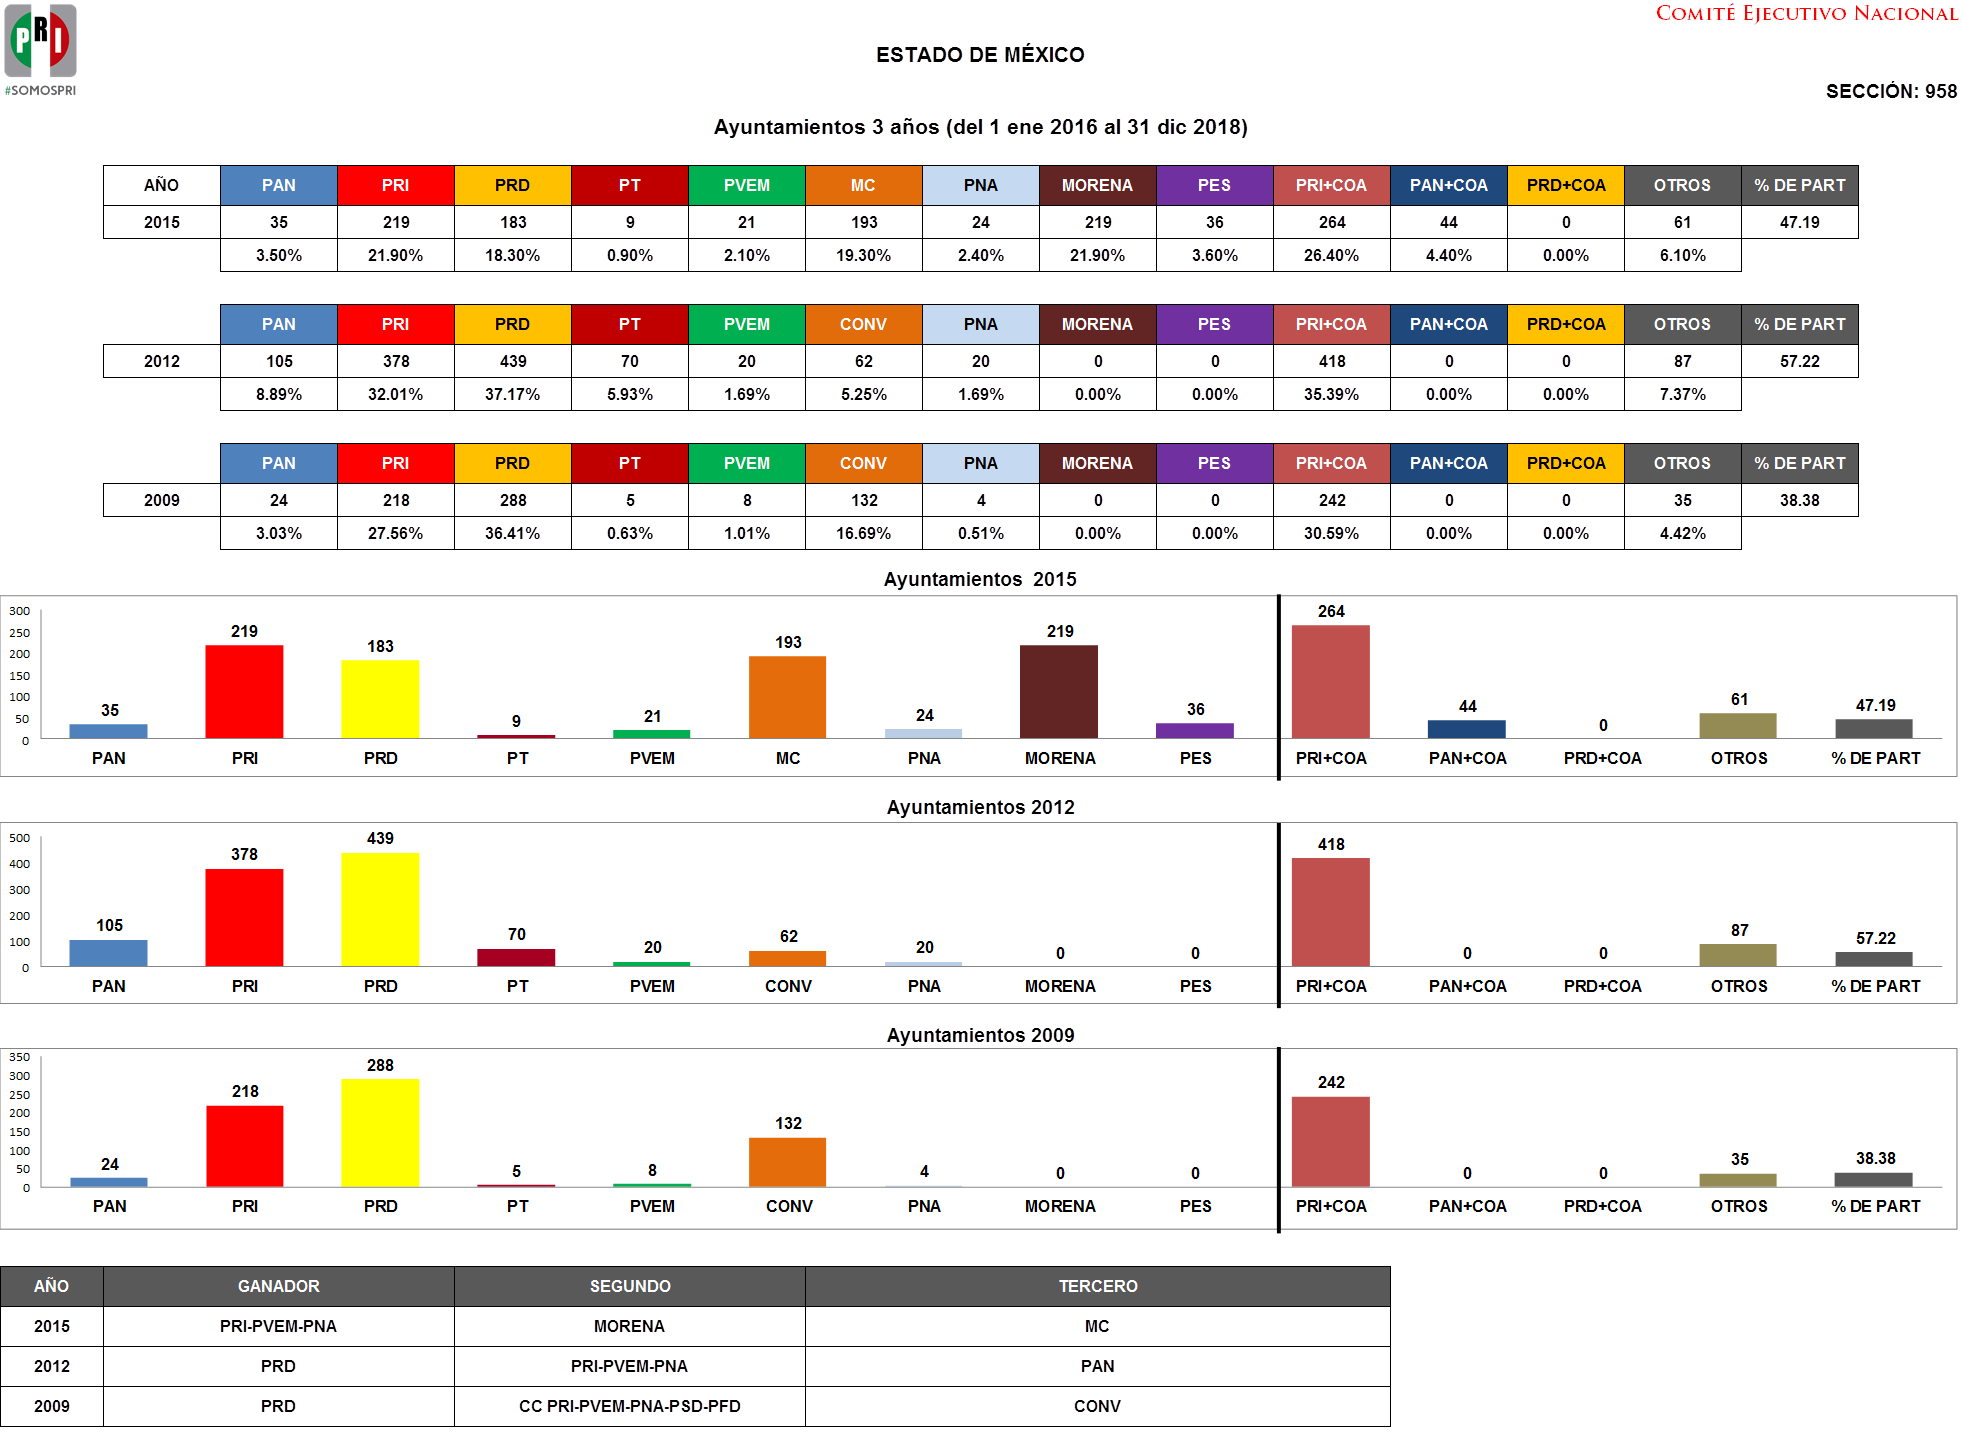 PRI
#SOMOSPRI
COMITÉ EJECUTIVO NACIONAL
ESTADO DE MÉXICO
SECCIÓN: 958
Ayuntamientos 3 años (del 1 ene 2016 al 31 dic 2018)
AÑO PAN PRI PRD PT PVEM MC PNA MORENA PES PRI+COA PAN+COA PRD+COA OTROS % DE PART
2015 35 219 183 9 21 193 24 219 36 264 44 0 61 47.19
3.50% 21.90% 18.30% 0.90% 2.10% 19.30% 2.40% 21.90% 3.60% 26.40% 4.40% 0.00% 6.10%
PAN PRI PRD PT PVEM CONV PNA MORENA PES PRI+COA PAN+COA PRD+COA OTROS % DE PART
2012 105 378 439 70 20 62 20 0 0 418 0 0 87 57.22
8.89% 32.01% 37.17% 5.93% 1.69% 5.25% 1.69% 0.00% 0.00% 35.39% 0.00% 0.00% 7.37%
PAN PRI PRD PT PVEM CONV PNA MORENA PES PRI+COA PAN+COA PRD+COA OTROS % DE PART
2009 24 218 288 5 8 132 4 0 0 242 0 0 35 38.38
3.03% 27.56% 36.41% 0.63% 1.01% 16.69% 0.51% 0.00% 0.00% 30.59% 0.00% 0.00% 4.42%
Ayuntamientos 2015
300
250
200
150
100
50
0
35 219 183 9 21 193 24 219 36 264 44 0 61 47.19
PAN PRI PRD PT PVEM MC PNA MORENA PES PRI+COA PAN+COA PRD+COA OTROS % DE PART
Ayuntamientos 2012
500
400
300
200
100
0
105 378 439 70 20 62 20 0 0 418 0 0 87 57.22
PAN PRI PRD PT PVEM CONV PNA MORENA PES PRI+COA PAN+COA PRD+COA OTROS % DE PART
Ayuntamientos 2009
350
300
250
200
150
100
50
0
24 218 288 5 8 132 4 0 0 242 0 0 35 38.38
PAN PRI PRD PT PVEM CONV PNA MORENA PES PRI+COA PAN+COA PRD+COA OTROS % DE PART
AÑO GANADOR SEGUNDO TERCERO
2015 PRI-PVEM-PNA MORENA MC
2012 PRD PRI-PVEM-PNA PAN
2009 PRD CC PRI-PVEM-PNA-PSD-PFD CONV